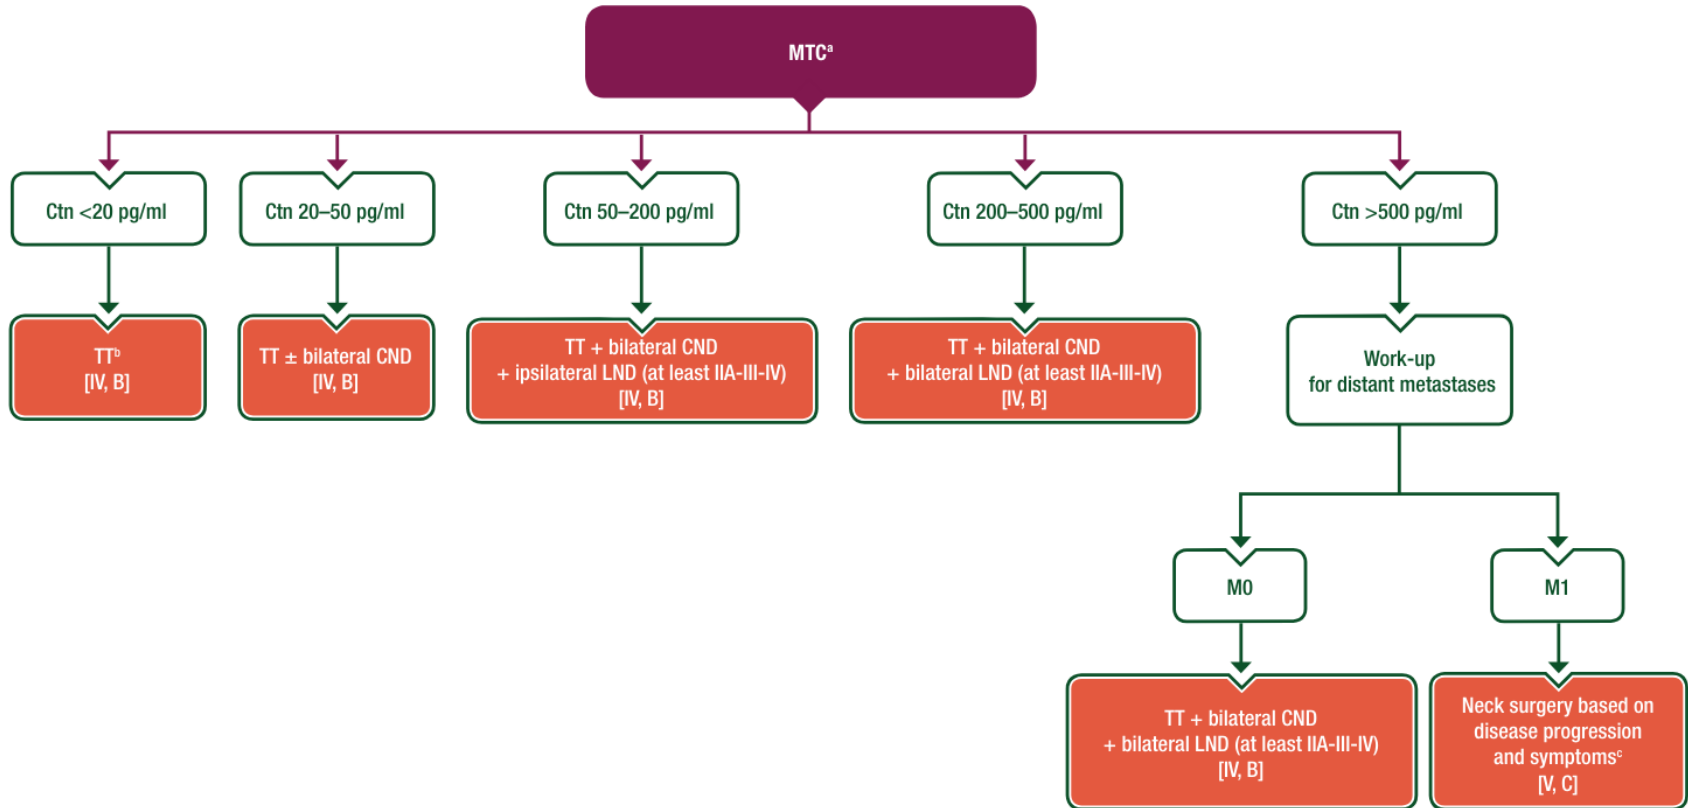 MTCᵃ
Ctn <20 pg/ml
Ctn 20–50 pg/ml
Ctn 50–200 pg/ml
Ctn 200–500 pg/ml
Ctn >500 pg/ml
TTᵇ
[IV, B]
TT ± bilateral CND
[IV, B]
TT + bilateral CND
+ ipsilateral LND (at least IIA-III-IV)
[IV, B]
TT + bilateral CND
+ bilateral LND (at least IIA-III-IV)
[IV, B]
Work-up
for distant metastases
M0
M1
TT + bilateral CND
+ bilateral LND (at least IIA-III-IV)
[IV, B]
Neck surgery based on
disease progression
and symptomsᶜ
[V, C]